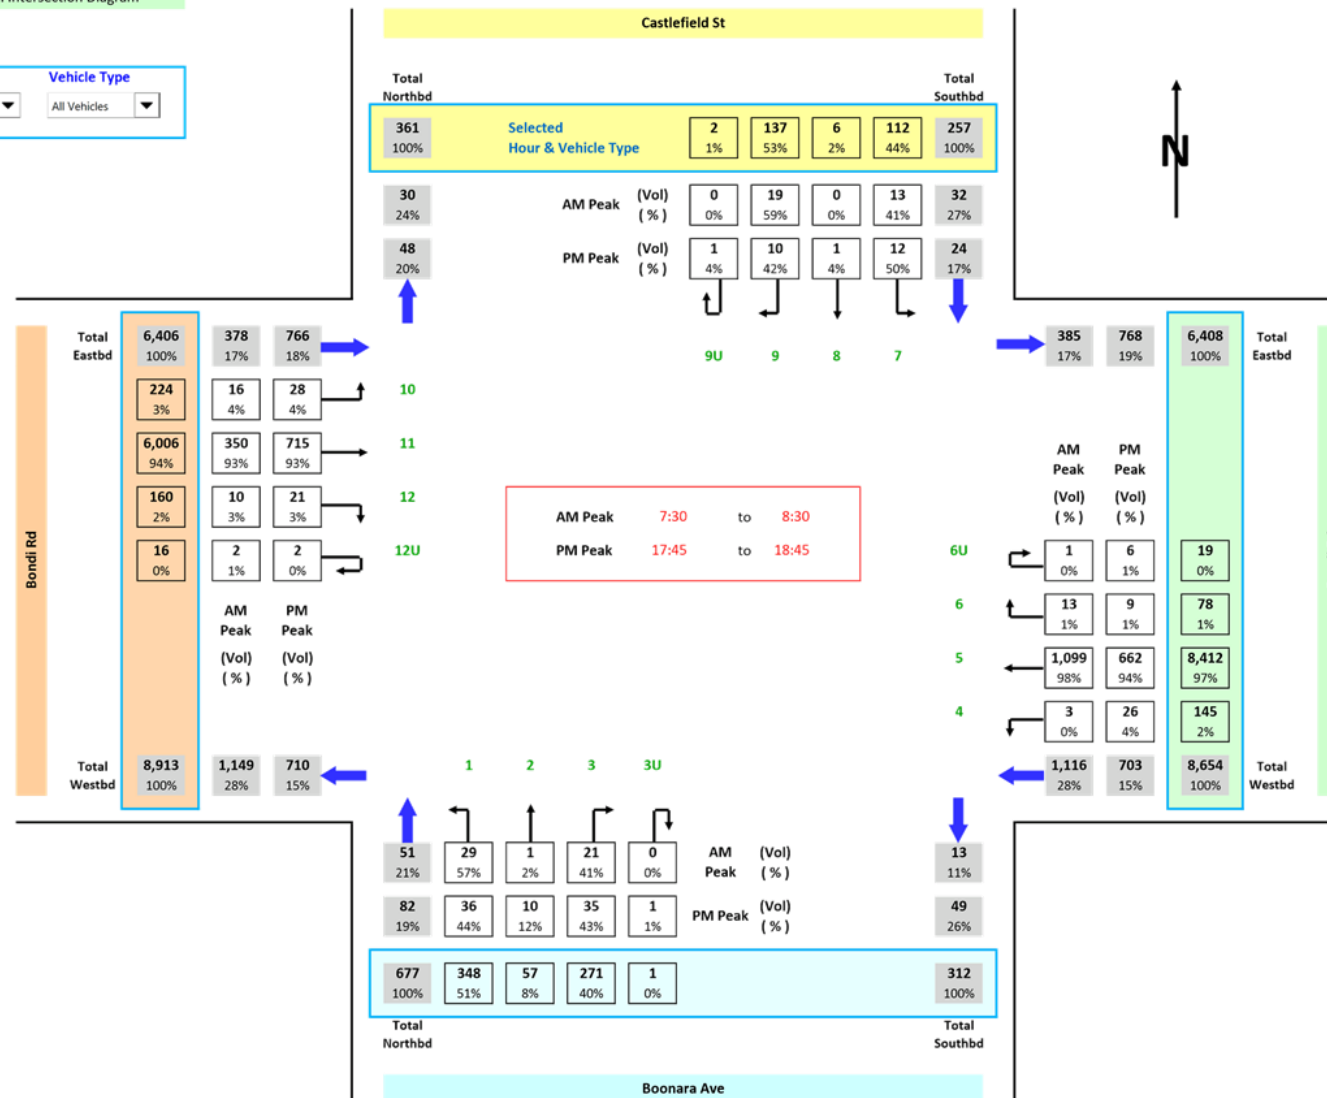 Intersection Diagram
Castlefield St
Vehicle Type
All Vehicles
Total Northbd
Total Southbd
361 100%
Selected Hour & Vehicle Type
2 1%
137 53%
6 2%
112 44%
257 100%
N
30 24%
AM Peak (Vol) ( % )
0 0%
19 59%
0 0%
13 41%
32 27%
48 20%
PM Peak (Vol) ( % )
1 4%
10 42%
1 4%
12 50%
24 17%
9U 9 8 7
Bondi Rd
Total Eastbd
6,406 100%
378 17%
766 18%
224 3%
16 4%
28 4%
10
6,006 94%
350 93%
715 93%
11
160 2%
10 3%
21 3%
12
16 0%
2 1%
2 0%
12U
AM Peak (Vol) ( % )
PM Peak (Vol) ( % )
Total Westbd
8,913 100%
1,149 28%
710 15%
AM Peak 7:30 to 8:30
PM Peak 17:45 to 18:45
385 17%
768 19%
6,408 100%
Total Eastbd
AM Peak (Vol) ( % )
PM Peak (Vol) ( % )
6U
1 0%
6 1%
19 0%
6
13 1%
9 1%
78 1%
5
1,099 98%
662 94%
8,412 97%
4
3 0%
26 4%
145 2%
1,116 28%
703 15%
8,654 100%
Total Westbd
1 2 3 3U
51 21%
29 57%
1 2%
21 41%
0 0%
AM Peak (Vol) ( % )
13 11%
82 19%
36 44%
10 12%
35 43%
1 1%
PM Peak (Vol) ( % )
49 26%
677 100%
348 51%
57 8%
271 40%
1 0%
312 100%
Total Northbd
Total Southbd
Boonara Ave